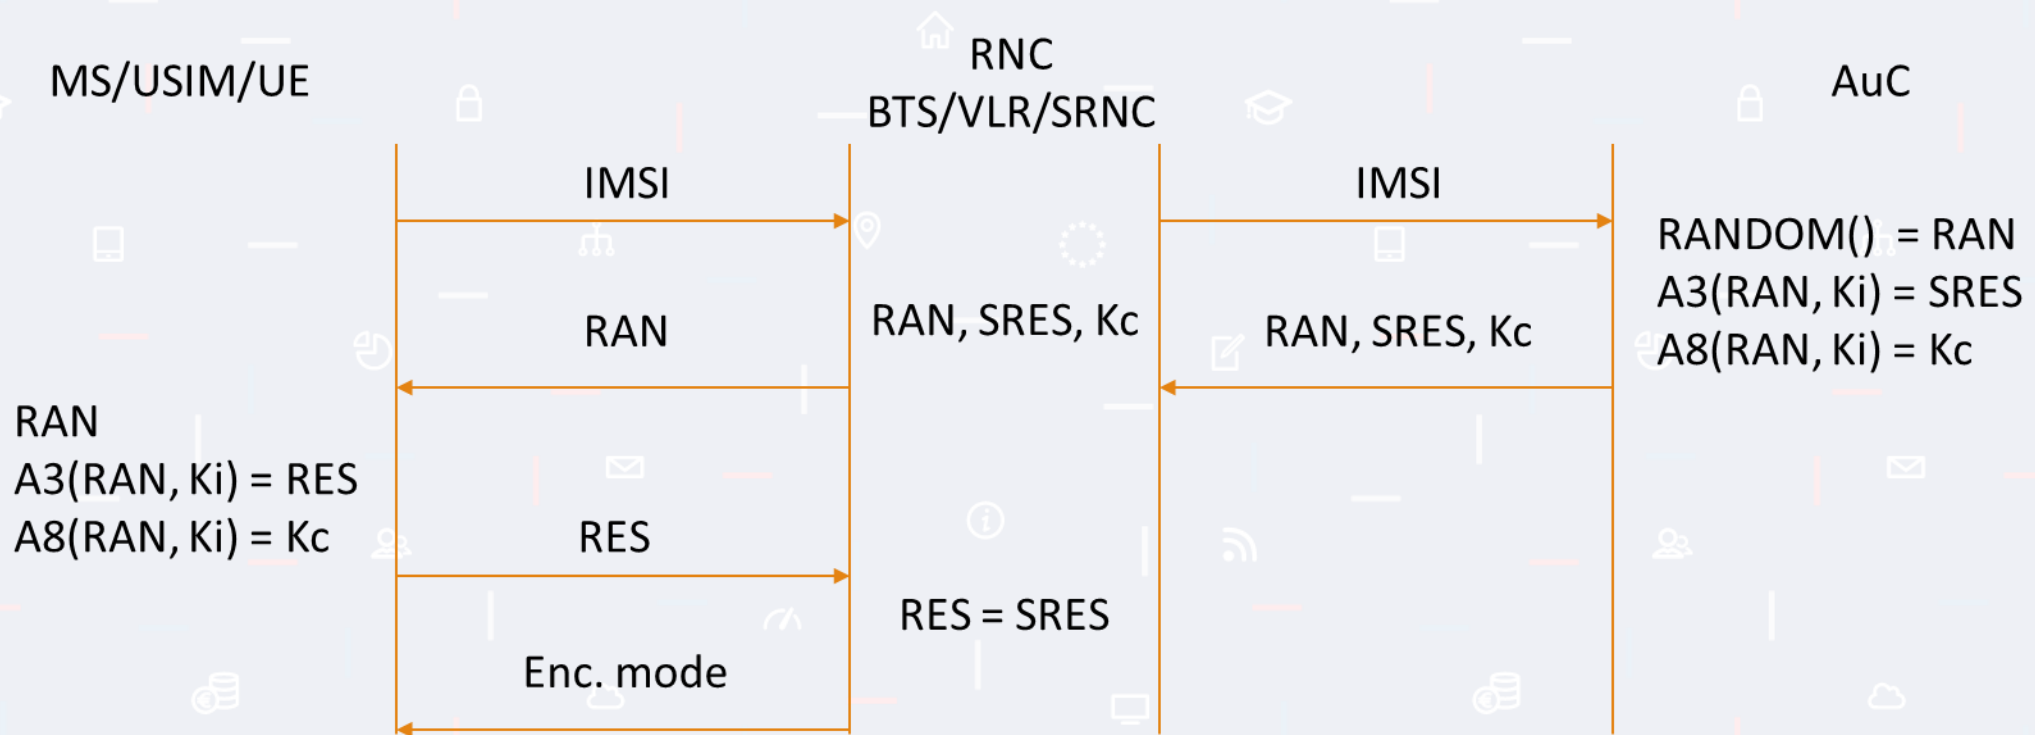 MS/USIM/UE
RNC
BTS/VLR/SRNC
AuC
IMSI
IMSI
RANDOM() = RAN
A3(RAN, Ki) = SRES
A8(RAN, Ki) = Kc
RAN
RAN, SRES, Kc
RAN, SRES, Kc
RAN
A3(RAN, Ki) = RES
A8(RAN, Ki) = Kc
RES
RES = SRES
Enc. mode